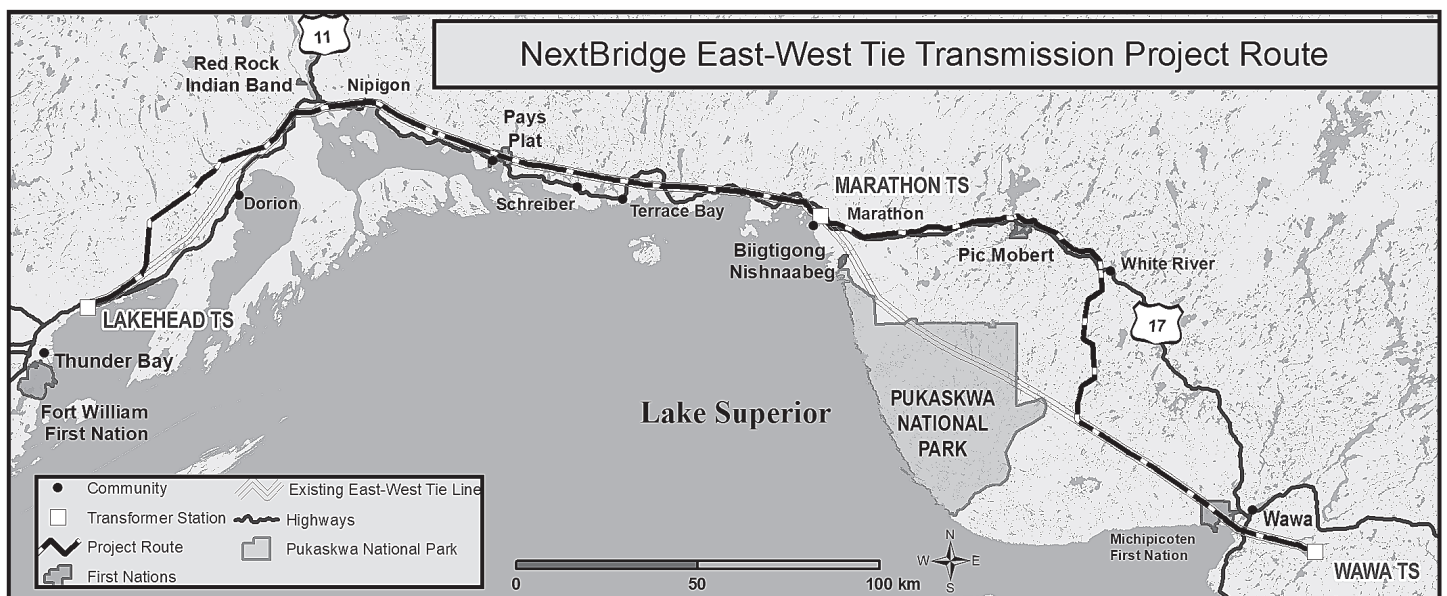 NextBridge East-West Tie Transmission Project Route
11
Red Rock
Indian Band
Nipigon
Pays
Plat
Dorion
Schreiber
Terrace Bay
MARATHON TS
Marathon
Biigtigong
Nishnaabeg
Pic Mobert
White River
17
LAKEHEAD TS
Thunder Bay
Fort William
First Nation
Lake Superior
PUKASKWA
NATIONAL
PARK
Michipicoten
First Nation
Wawa
WAWA TS
Community
Existing East-West Tie Line
Transformer Station
Highways
Project Route
Pukaskwa National Park
First Nations
0
50
100 km
N
W
E
S